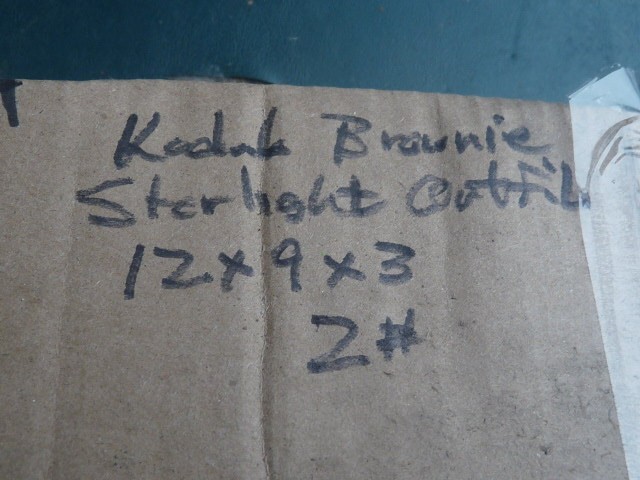 Kodak Brownie
Starlight Outfit
12x9x3
2#